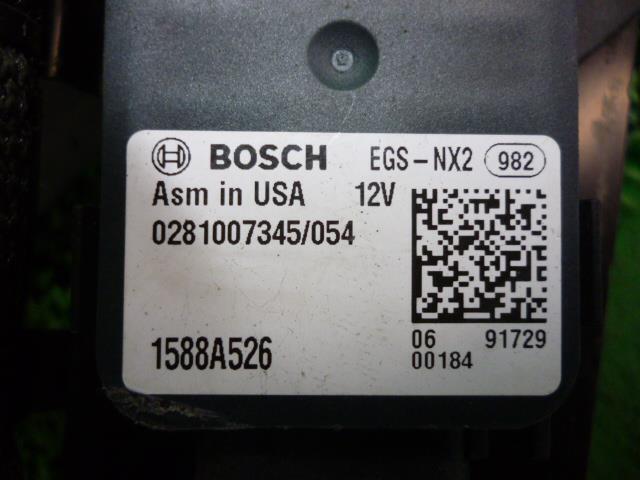 BOSCH EGS-NX2 982
Asm in USA 12V
0281007345/054
1588A526
06 91729
00184